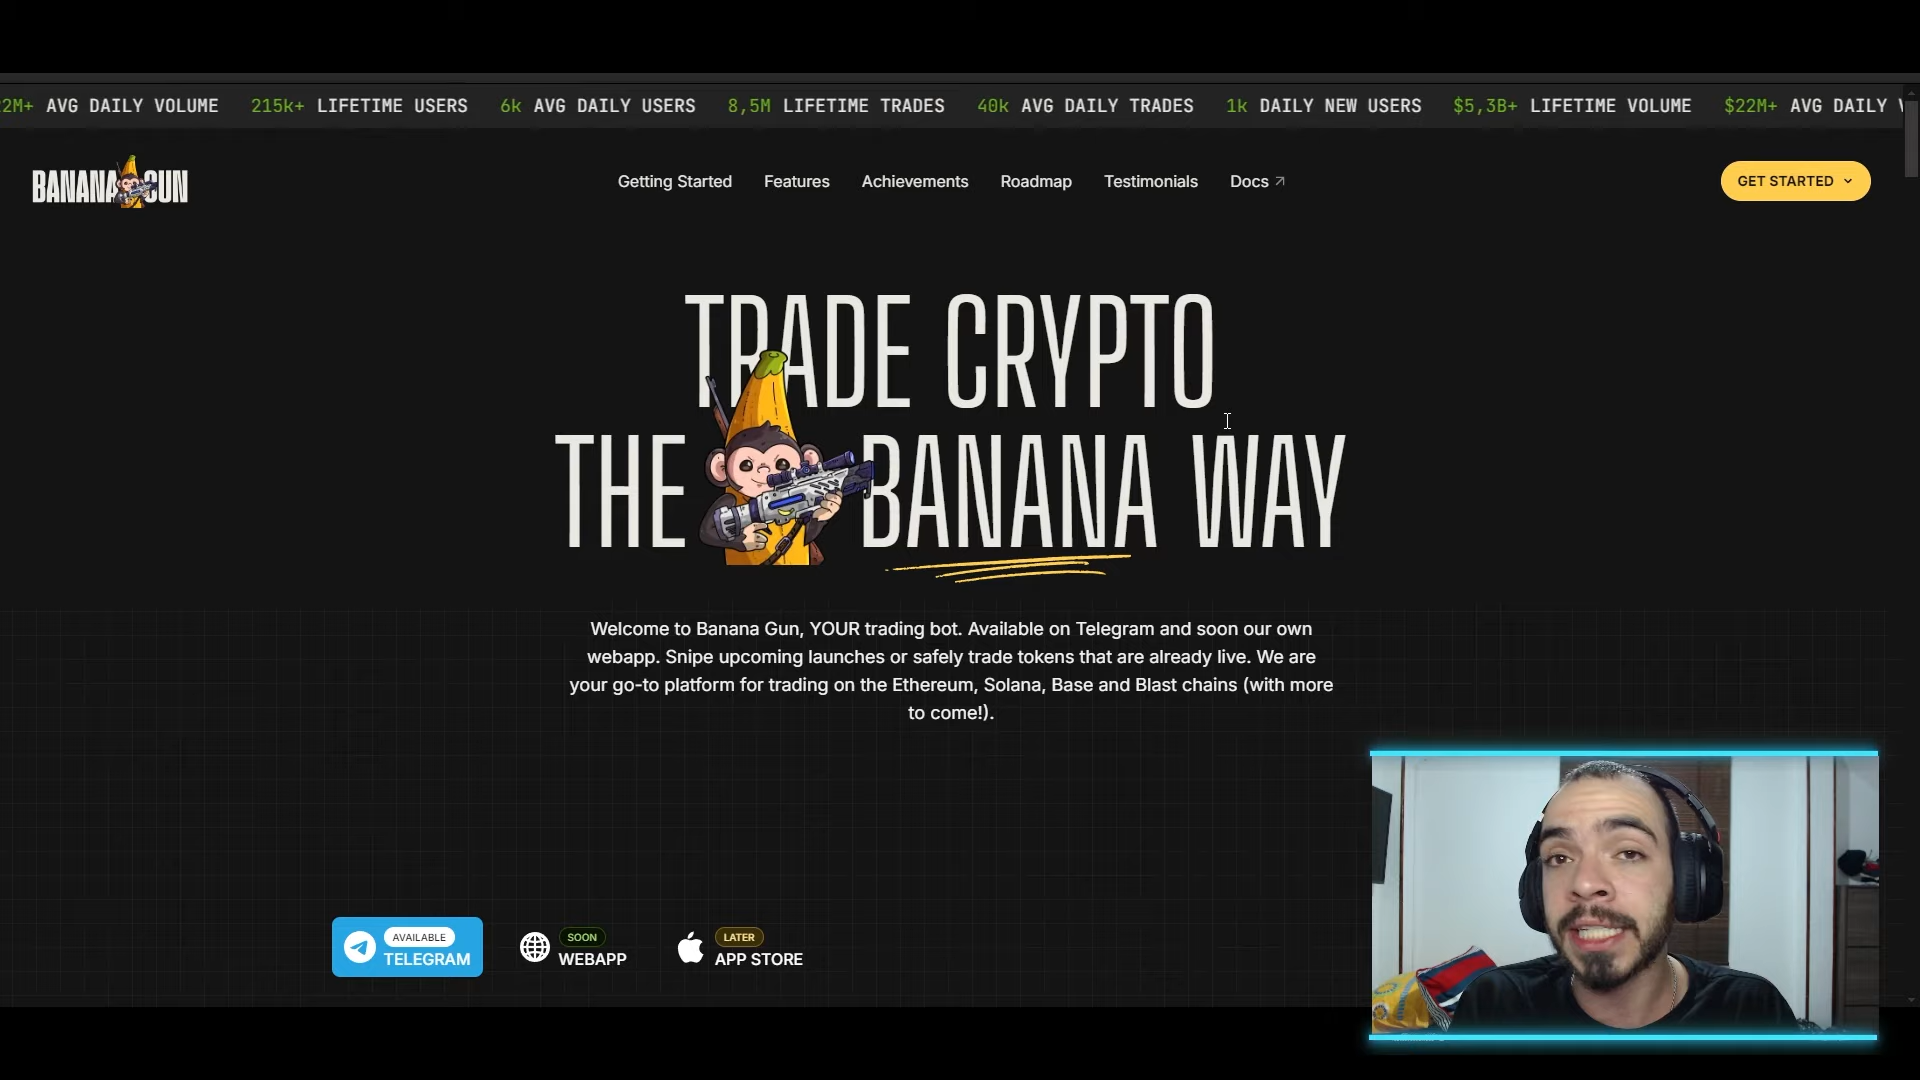 2M+ AVG DAILY VOLUME 215k+ LIFETIME USERS 6k AVG DAILY USERS 8,5M LIFETIME TRADES 40k AVG DAILY TRADES 1k DAILY NEW USERS $5,3B+ LIFETIME VOLUME $22M+ AVG DAILY V
BANANA GUN
Getting Started Features Achievements Roadmap Testimonials Docs
GET STARTED
TRADE CRYPTO
THE BANANA WAY
Welcome to Banana Gun, YOUR trading bot. Available on Telegram and soon our own
webapp. Snipe upcoming launches or safely trade tokens that are already live. We are
your go-to platform for trading on the Ethereum, Solana, Base and Blast chains (with more
to come!).
AVAILABLE
TELEGRAM
SOON
WEBAPP
LATER
APP STORE